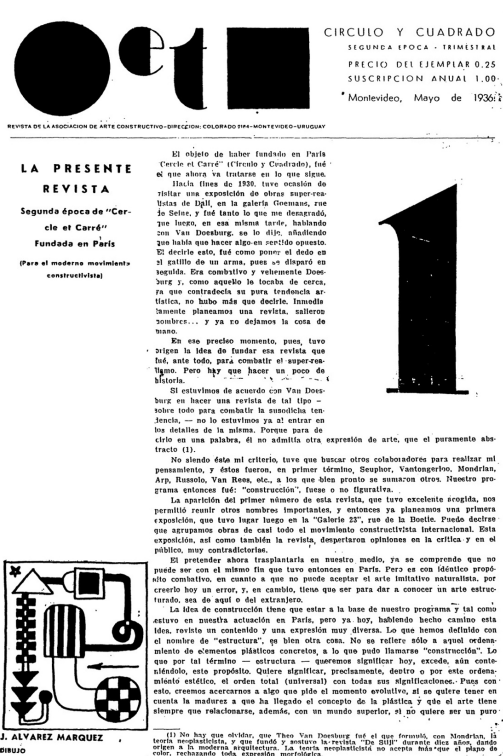 et
CIRCULO Y CUADRADO
SEGUNDA EPOCA - TRIMESTRAL
PRECIO DEL EJEMPLAR 0.25
SUSCRIPCION ANUAL 1.00
Montevideo, Mayo de 1936
REVISTA DE LA ASOCIACION DE ARTE CONSTRUCTIVO-DIRECCION: COLORADO 2194-MONTEVIDEO-URUGUAY
LA PRESENTE
REVISTA
Segunda época de "Cer-
cle et Carré"
Fundada en París
(Para el moderno movimiento
constructivista)
El objeto de haber fundado en París
"Cercle et Carré" (Círculo y Cuadrado), fué
el que ahora va tratarse en lo que sigue.
Hacia fines de 1930, tuve ocasión de
visitar una exposición de obras super-rea-
listas de Dalí, en la galería Goemans, rue
de Seine, y fué tanto lo que me desagradó,
que luego, en esa misma tarde, hablando
con Van Doesburg, se lo dije, añadiendo
que había que hacer algo en sentido opuesto.
El decirle esto, fué como poner el dedo en
el gatillo de un arma, pues se disparó en
seguida. Era combativo y vehemente Does-
burg y, como aquello le tocaba de cerca,
ya que contradecía su pura tendencia ar-
tística, no hubo más que decirle. Inmedia-
tamente planeamos una revista, salieron
nombres... y ya no dejamos la cosa de
mano.
En ese preciso momento, pues, tuvo
origen la idea de fundar esa revista que
fué, ante todo, para combatir el super-rea-
lismo. Pero hay que hacer un poco de
historia.
Si estuvimos de acuerdo con Van Does-
burg en hacer una revista de tal tipo -
sobre todo para combatir la susodicha ten-
dencia, — no lo estuvimos ya al entrar en
los detalles de la misma. Porque para de-
cirlo en una palabra, él no admitía otra expresión de arte, que el puramente abs-
tracto (1).
No siendo éste mi criterio, tuve que buscar otros colaboradores para realizar mi
pensamiento, y éstos fueron, en primer término, Seuphor, Vantongerloo, Mondrian,
Arp, Russolo, Van Rees, etc., a los que bien pronto se sumaron otros. Nuestro pro-
grama entonces fué: "construcción", fuese o no figurativa.
La aparición del primer número de esta revista, que tuvo excelente acogida, nos
permitió reunir otros nombres importantes, y entonces ya planeamos una primera
exposición, que tuvo lugar luego en la "Galerie 23", rue de la Boetie. Puede decirse
que agrupamos obras de casi todo el movimiento constructivista internacional. Esta
exposición, así como también la revista, despertaron opiniones en la crítica y en el
público, muy contradictorias.
El pretender ahora trasplantarla en nuestro medio, ya se comprende que no
puede ser con el mismo fin que tuvo entonces en París. Pero es con idéntico propó-
sito combativo, en cuanto a que no puede aceptar el arte imitativo naturalista, por
creerlo hoy un error, y, en cambio, tiene que ser para dar a conocer un arte estruc-
turado, sea de aquí o del extranjero.
La idea de construcción tiene que estar a la base de nuestro programa y tal como
estuvo en nuestra actuación en París, pero ya hoy, habiendo hecho camino esta
idea, reviste un contenido y una expresión muy diversa. Lo que hemos definido con
el nombre de "estructura", es bien otra cosa. No se refiere sólo a aquel ordena-
miento de elementos plásticos concretos, a lo que pudo llamarse "construcción". Lo
que por tal término — estructura — queremos significar hoy, excede, aún conte-
niéndolo, este propósito. Quiere significar, precisamente, dentro o por este ordena-
miento estético, el orden total (universal) con todas sus significaciones. Pues con
esto, creemos acercarnos a algo que pide el momento evolutivo, si se quiere tener en
cuenta la madurez a que ha llegado el concepto de la plástica y que el arte tiene
siempre que relacionarse, además, con un mundo superior, si no quiere ser un puro
(1) No hay que olvidar, que Theo Van Doesburg fué el que formuló, con Mondrian, la
teoría neoplasticista, y que fundó y sostuvo la revista "De Stijl" durante diez años, dando
origen a la moderna arquitectura. La teoría neoplasticista no acepta más que el plano de
color, rechazando toda expresión morfológica.
J. ALVAREZ MARQUEZ
DIBUJO
1